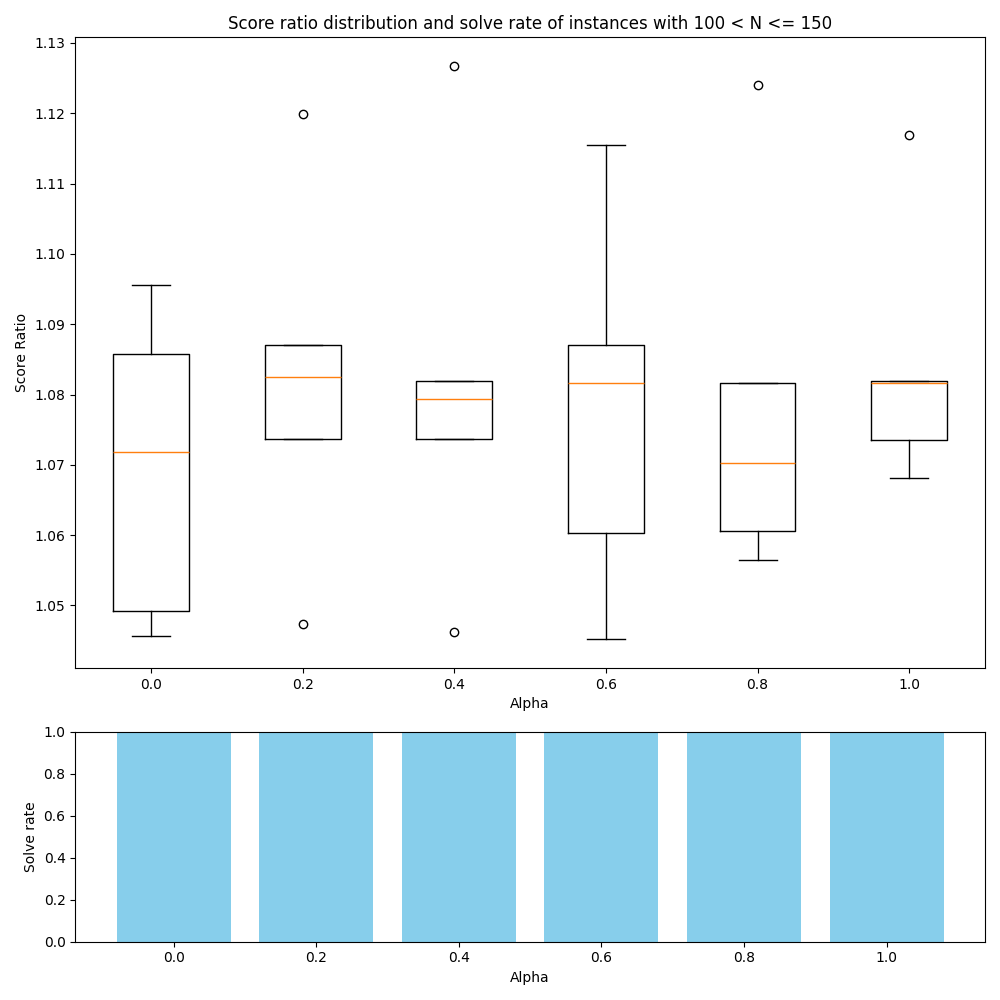 Score ratio distribution and solve rate of instances with 100 < N <= 150
1.13
1.12
1.11
1.10
1.09
1.08
1.07
1.06
1.05
Score Ratio
0.0 0.2 0.4 0.6 0.8 1.0
Alpha
1.0
0.8
0.6
0.4
0.2
0.0
Solve rate
0.0 0.2 0.4 0.6 0.8 1.0
Alpha